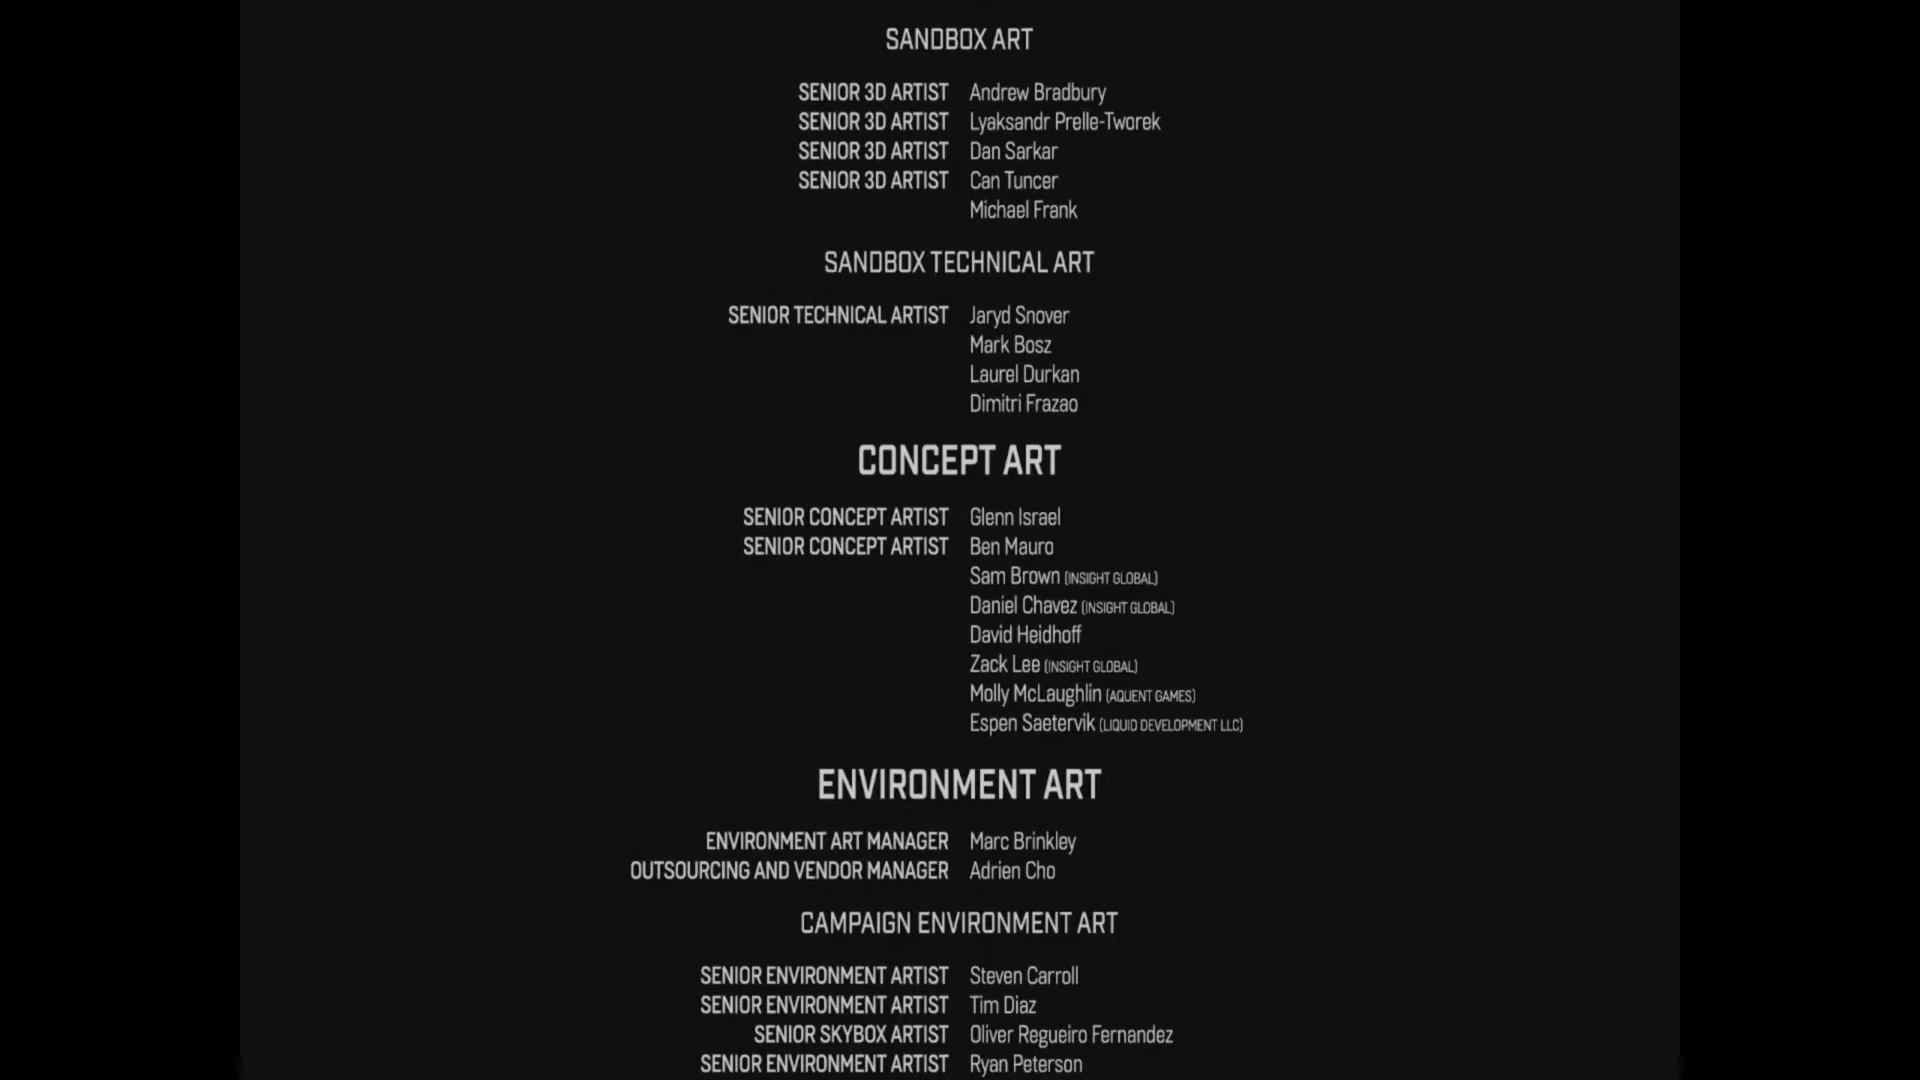 SANDBOX ART
SENIOR 3D ARTIST Andrew Bradbury
SENIOR 3D ARTIST Lyaksandr Prelle-Tworek
SENIOR 3D ARTIST Dan Sarkar
SENIOR 3D ARTIST Can Tuncer
Michael Frank
SANDBOX TECHNICAL ART
SENIOR TECHNICAL ARTIST Jaryd Snover
Mark Bosz
Laurel Durkan
Dimitri Frazao
CONCEPT ART
SENIOR CONCEPT ARTIST Glenn Israel
SENIOR CONCEPT ARTIST Ben Mauro
Sam Brown (INSIGHT GLOBAL)
Daniel Chavez (INSIGHT GLOBAL)
David Heidhoff
Zack Lee (INSIGHT GLOBAL)
Molly McLaughlin (AQUENT GAMES)
Espen Saetervik (LIQUID DEVELOPMENT LLC)
ENVIRONMENT ART
ENVIRONMENT ART MANAGER Marc Brinkley
OUTSOURCING AND VENDOR MANAGER Adrien Cho
CAMPAIGN ENVIRONMENT ART
SENIOR ENVIRONMENT ARTIST Steven Carroll
SENIOR ENVIRONMENT ARTIST Tim Diaz
SENIOR SKYBOX ARTIST Oliver Regueiro Fernandez
SENIOR ENVIRONMENT ARTIST Ryan Peterson